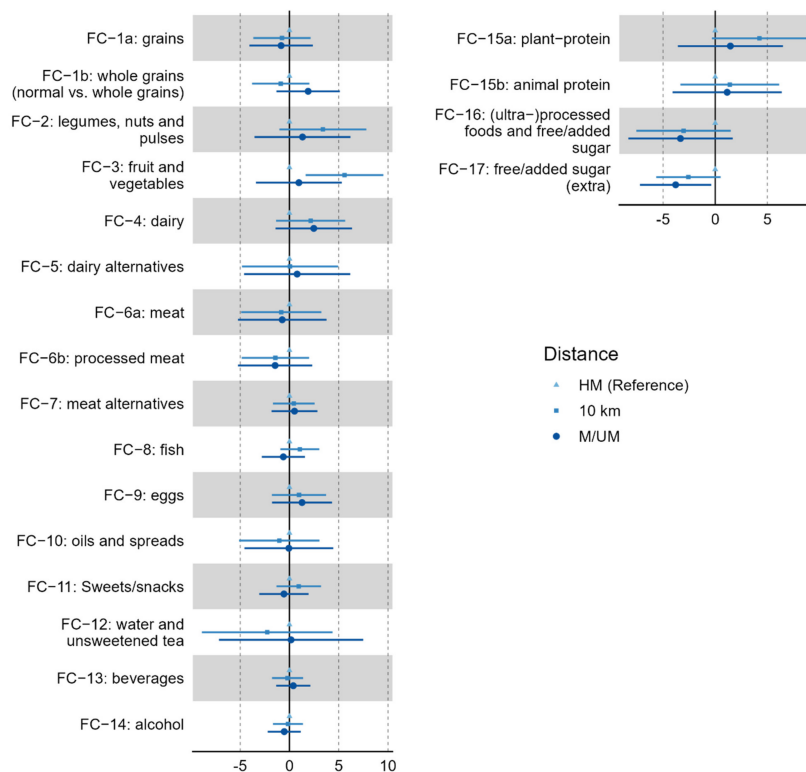 FC−1a: grains
FC−1b: whole grains
(normal vs. whole grains)
FC−2: legumes, nuts and
pulses
FC−3: fruit and
vegetables
FC−4: dairy
FC−5: dairy alternatives
FC−6a: meat
FC−6b: processed meat
FC−7: meat alternatives
FC−8: fish
FC−9: eggs
FC−10: oils and spreads
FC−11: Sweets/snacks
FC−12: water and
unsweetened tea
FC−13: beverages
FC−14: alcohol
-5 0 5 10
FC−15a: plant−protein
FC−15b: animal protein
FC−16: (ultra−)processed
foods and free/added
sugar
FC−17: free/added sugar
(extra)
-5 0 5
Distance
HM (Reference)
10 km
M/UM